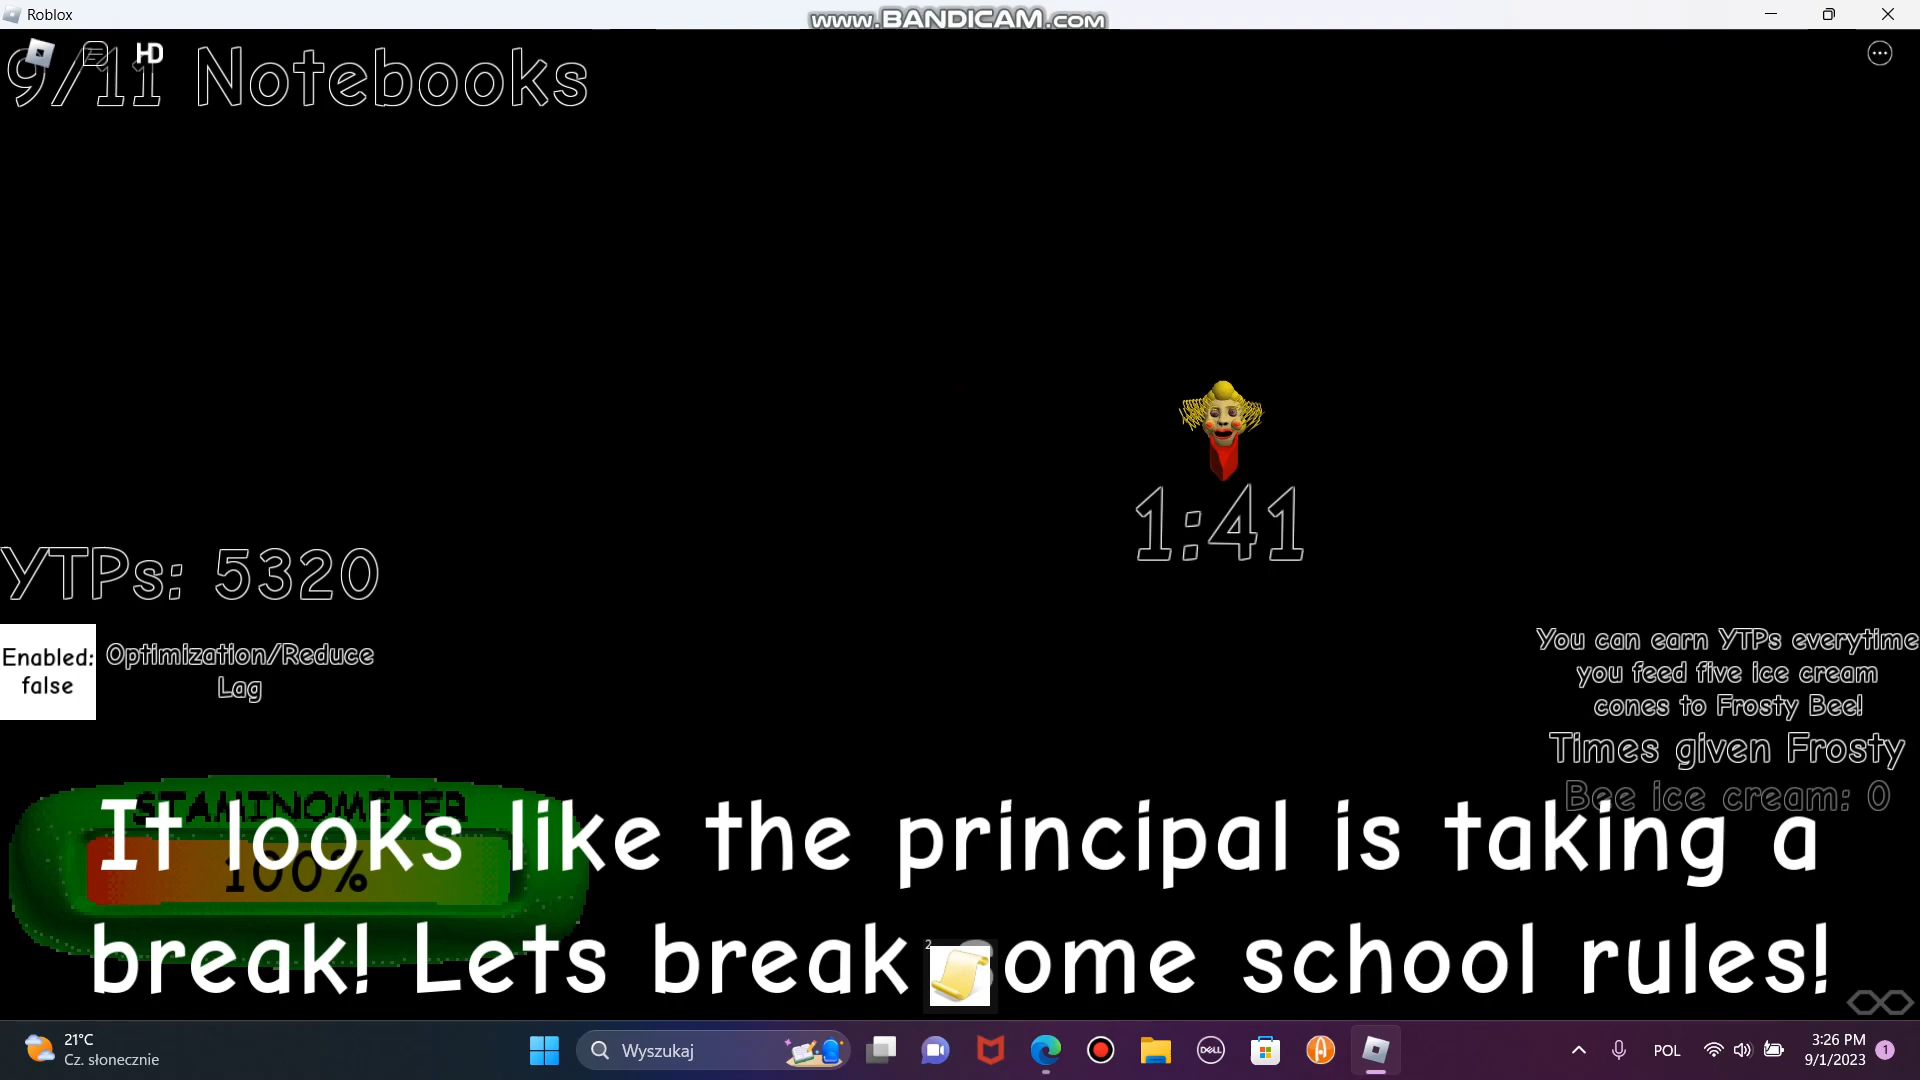 Roblox
www.BANDICAM.com
HD
9/11 Notebooks
1:41
YTPs: 5320
Enabled:
false
Optimization/Reduce
Lag
You can earn YTPs everytime
you feed five ice cream
cones to Frosty Bee!
Times given Frosty
Bee ice cream: 0
STAMINOMETER
100%
It looks like the principal is taking a
break! Lets break some school rules!
2
21°C
Cz. słonecznie
Wyszukaj
DELL
POL
3:26 PM
9/1/2023
1